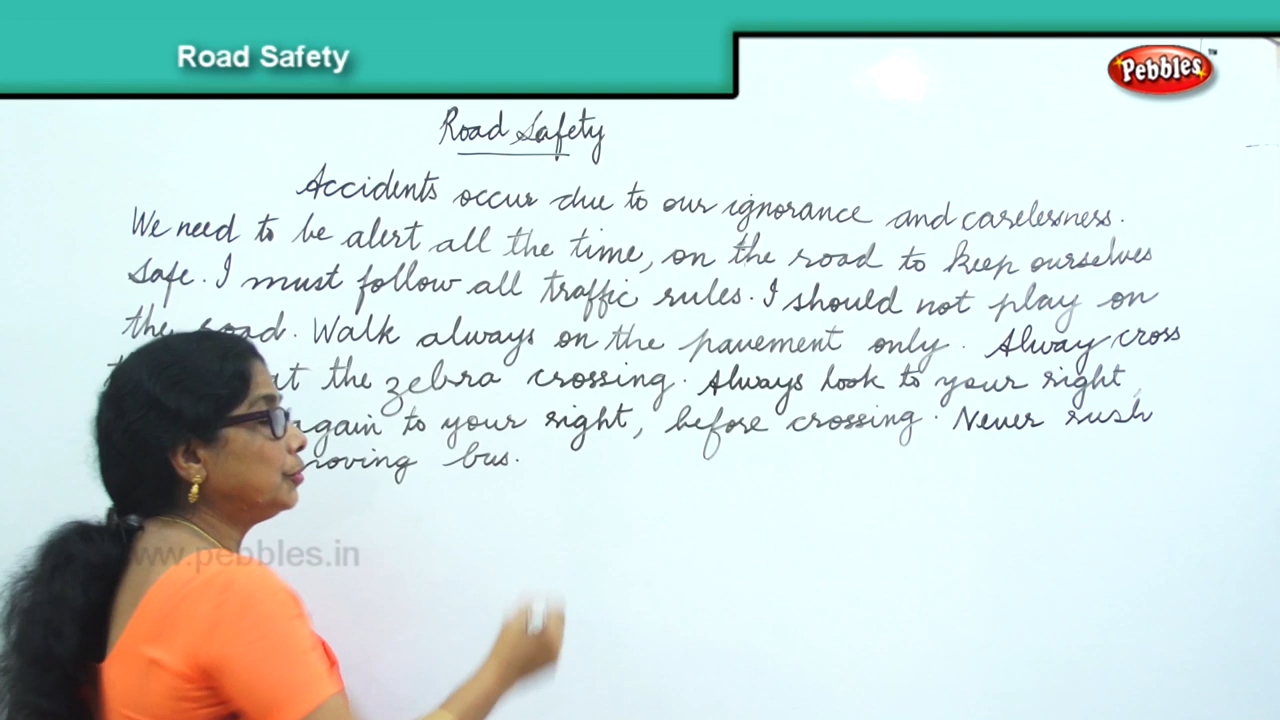 Road Safety
Pebbles™
Road Safety
Accidents occur due to our ignorance and carelessness.
We need to be alert all the time, on the road to keep ourselves
safe. I must follow all traffic rules. I should not play on
the road. Walk always on the pavement only. Alway cross
at the zebra crossing. Always look to your right,
again to your right, before crossing. Never rush
moving bus.
www.pebbles.in